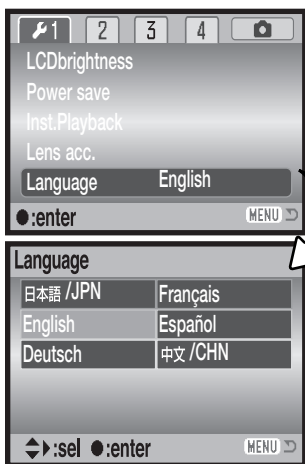 1 2 3 4
LCDbrightness
Power save
Inst.Playback
Lens acc.
Language English
:enter MENU
Language
日本語 /JPN Français
English Español
Deutsch 中文 /CHN
:sel :enter MENU